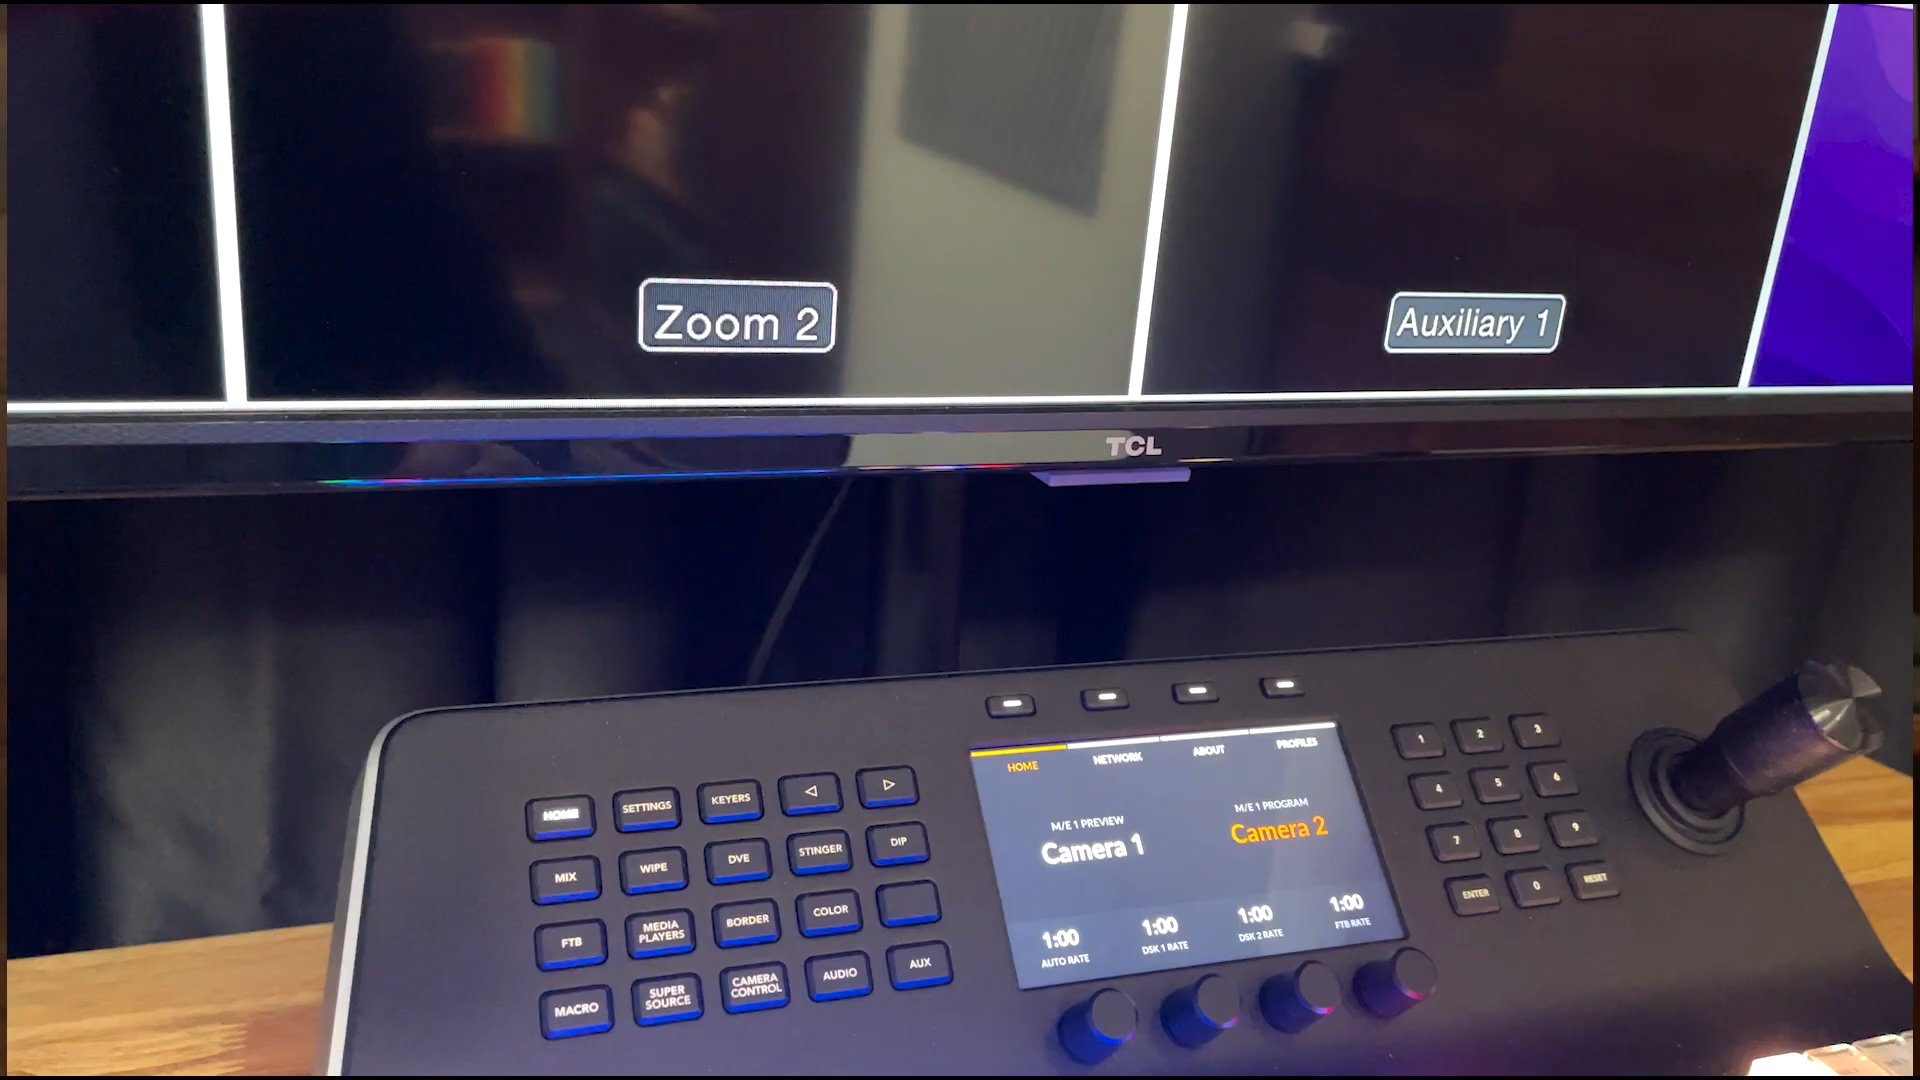 Zoom 2
Auxiliary 1
TCL
HOME
NETWORK
ABOUT
PROFILES
M/E 1 PREVIEW
Camera 1
M/E 1 PROGRAM
Camera 2
1:00
AUTO RATE
1:00
DSK 1 RATE
1:00
DSK 2 RATE
1:00
FTB RATE
HOME
SETTINGS
KEYERS
MIX
WIPE
DVE
STINGER
DIP
FTB
MEDIA
PLAYERS
BORDER
COLOR
MACRO
SUPER
SOURCE
CAMERA
CONTROL
AUDIO
AUX
1
2
3
4
5
6
7
8
9
ENTER
0
RESET